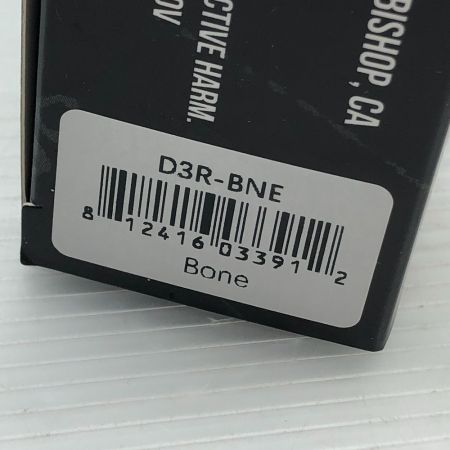 BISHOP, CA
CTIVE HARM.
OV
D3R-BNE
8 12416 03391 2
Bone